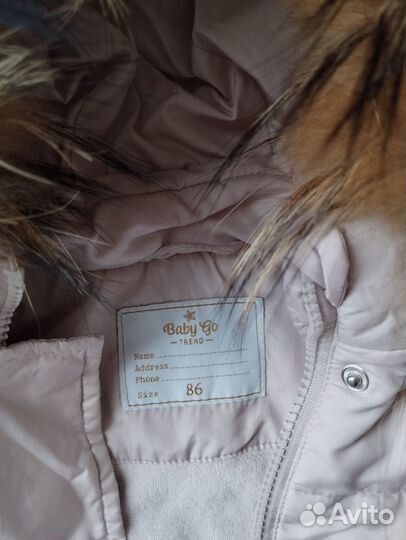 Baby Go
TREND
Name
Address
Phone
Size 86
Avito